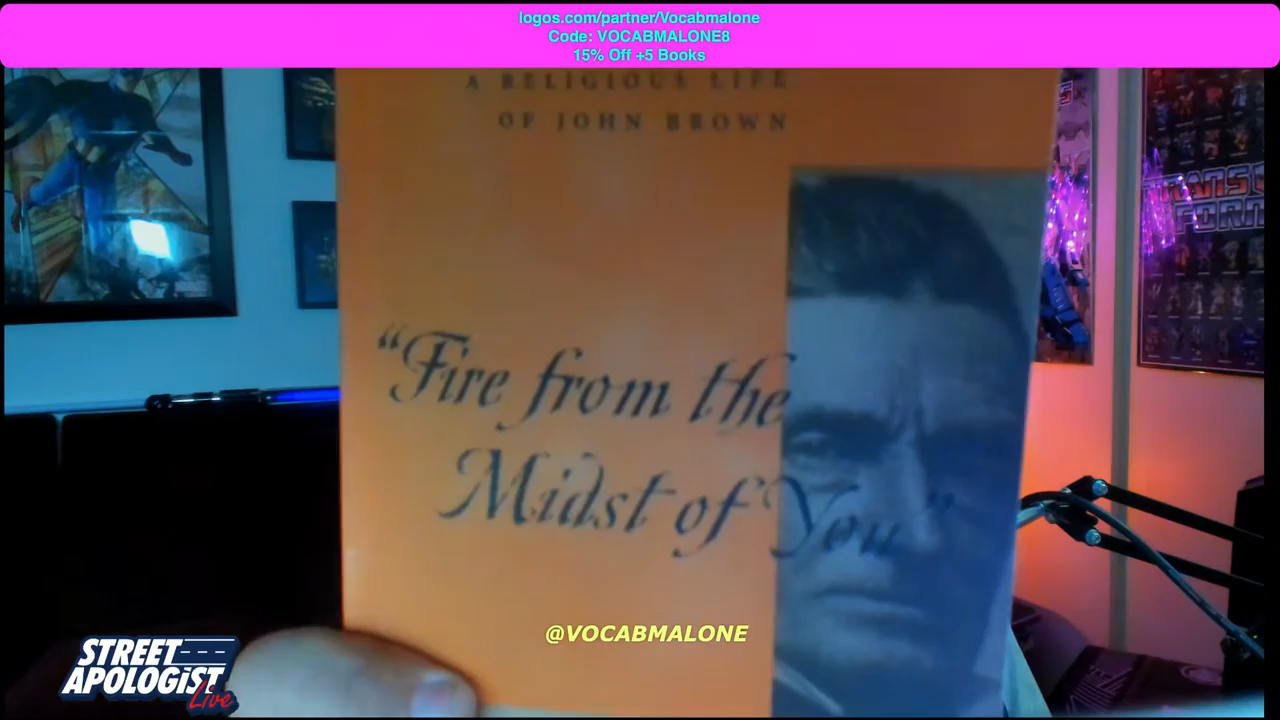 logos.com/partner/Vocabmalone
Code: VOCABMALONE8
15% Off +5 Books
A RELIGIOUS LIFE
OF JOHN BROWN
"Fire from the
Midst of You"
@VOCABMALONE
STREET
APOLOGIST
Live